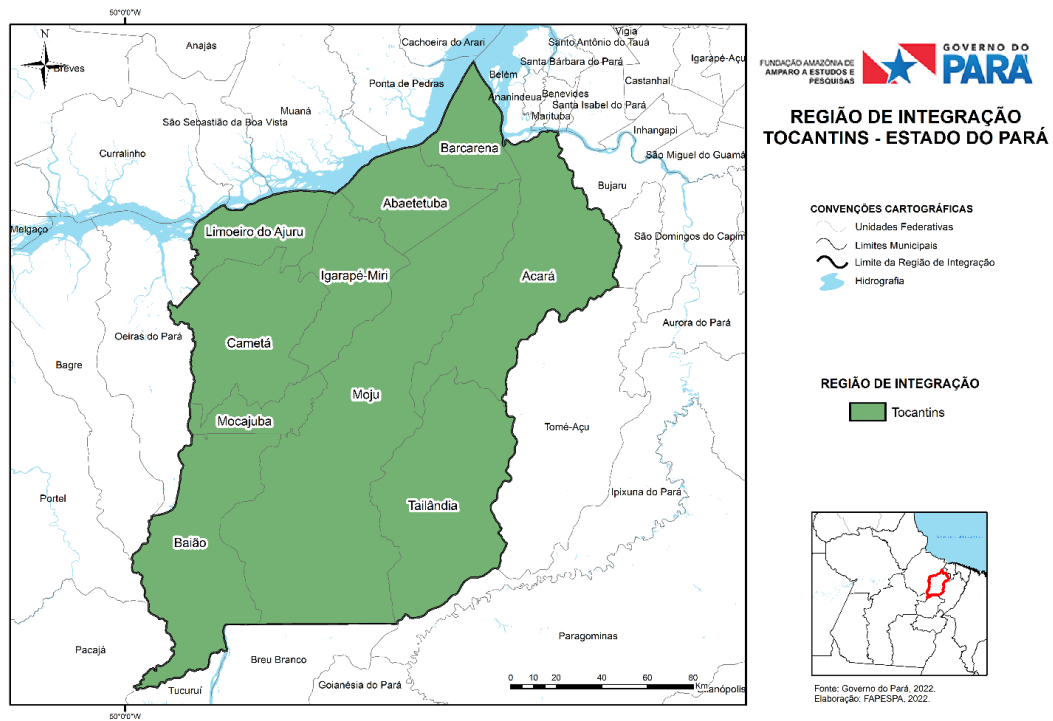 50°0'0"W
N
Breves
Anajás
Cachoeira do Arari
Vigia
Santo Antônio do Tauá
Santa Bárbara do Pará
Igarapé-Açu
Ponta de Pedras
Belém
Castanhal
Ananindeua
Benevides
Santa Isabel do Pará
Marituba
Muaná
São Sebastião da Boa Vista
Inhangapi
Curralinho
Barcarena
São Miguel do Guamá
Bujaru
Abaetetuba
Melgaço
Limoeiro do Ajuru
São Domingos do Capim
Igarapé-Miri
Acará
Oeiras do Pará
Cametá
Aurora do Pará
Bagre
Moju
Mocajuba
Tomé-Açu
Portel
Ipixuna do Pará
Tailândia
Baião
Pacajá
Breu Branco
Paragominas
Tucuruí
Goianésia do Pará
0 10 20 40 60 80
Km
50°0'0"W
FUNDAÇÃO AMAZÔNIA DE
AMPARO A ESTUDOS E
PESQUISAS
GOVERNO DO
PARÁ
REGIÃO DE INTEGRAÇÃO
TOCANTINS - ESTADO DO PARÁ
CONVENÇÕES CARTOGRÁFICAS
Unidades Federativas
Limites Municipais
Limite da Região de Integração
Hidrografia
REGIÃO DE INTEGRAÇÃO
Tocantins
Fonte: Governo do Pará, 2022.
Elaboração: FAPESPA, 2022.